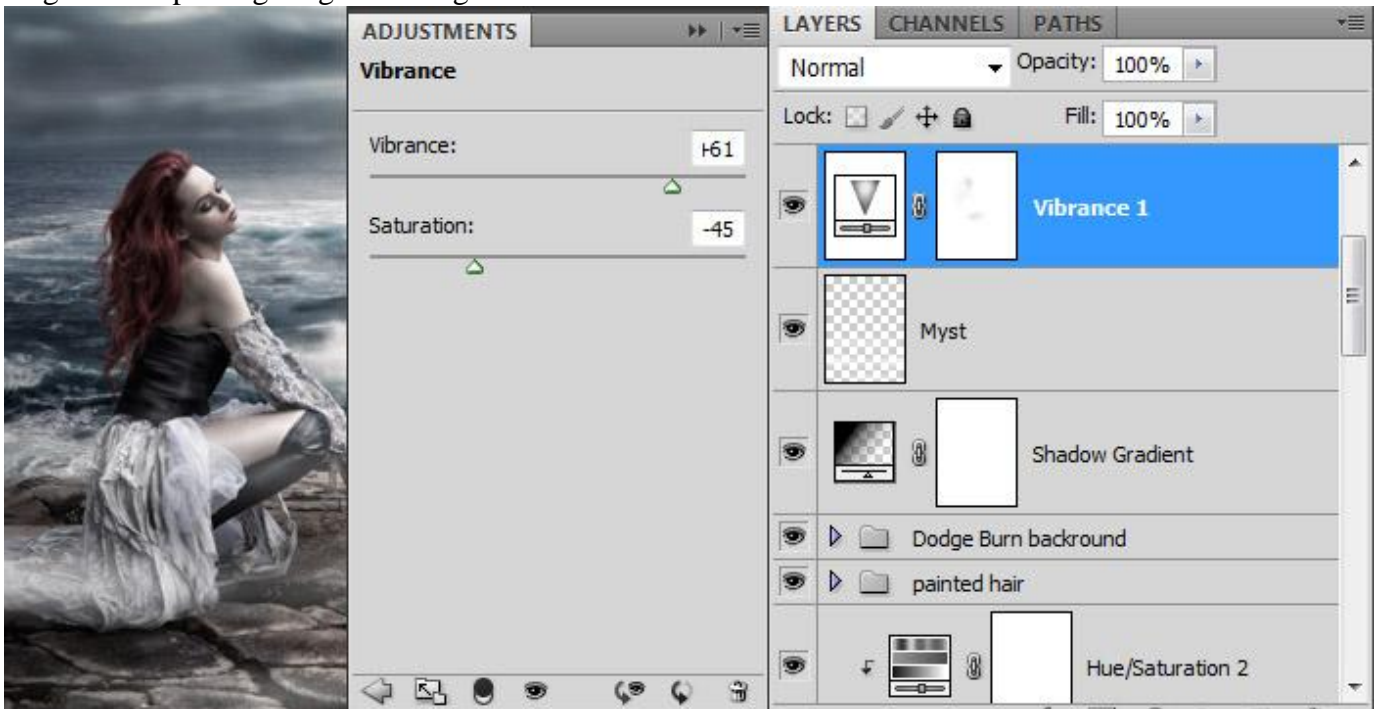 ADJUSTMENTS
Vibrance
Vibrance: +61
Saturation: -45
LAYERS CHANNELS PATHS
Normal Opacity: 100%
Lock: Fill: 100%
Vibrance 1
Myst
Shadow Gradient
Dodge Burn backround
painted hair
Hue/Saturation 2